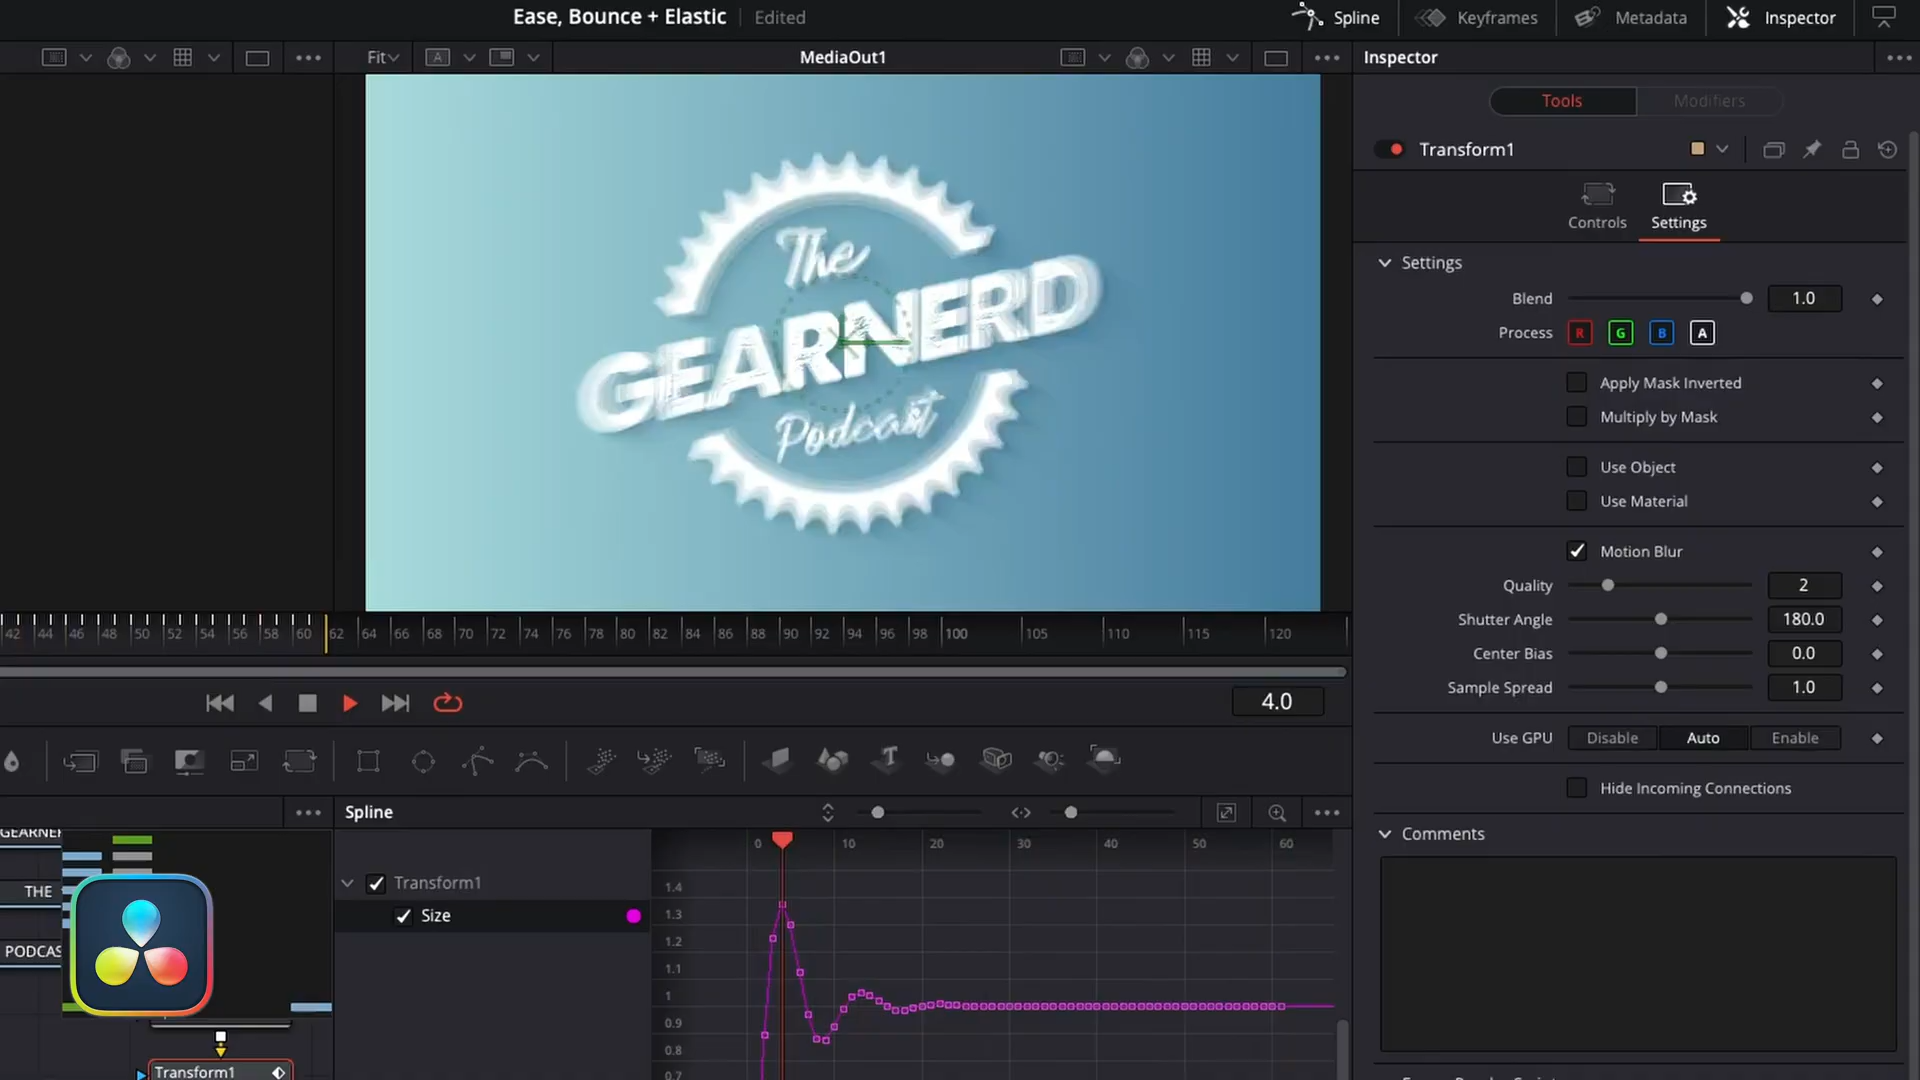 Ease, Bounce + Elastic
Edited
Spline
Keyframes
Metadata
Inspector
Fit
A
MediaOut1
Inspector
Tools
Modifiers
Transform1
Controls
Settings
Settings
Blend
1.0
Process
R
G
B
A
Apply Mask Inverted
Multiply by Mask
Use Object
Use Material
Motion Blur
Quality
2
Shutter Angle
180.0
Center Bias
0.0
Sample Spread
1.0
Use GPU
Disable
Auto
Enable
Hide Incoming Connections
Comments
The
GEARNERD
Podcast
42 44 46 48 50 52 54 56 58 60 62 64 66 68 70 72 74 76 78 80 82 84 86 88 90 92 94 96 98 100 105 110 115 120
4.0
Spline
0 10 20 30 40 50 60
Transform1
Size
1.4
1.3
1.2
1.1
1
0.9
0.8
0.7
GEARNER
THE
PODCAS
Transform1